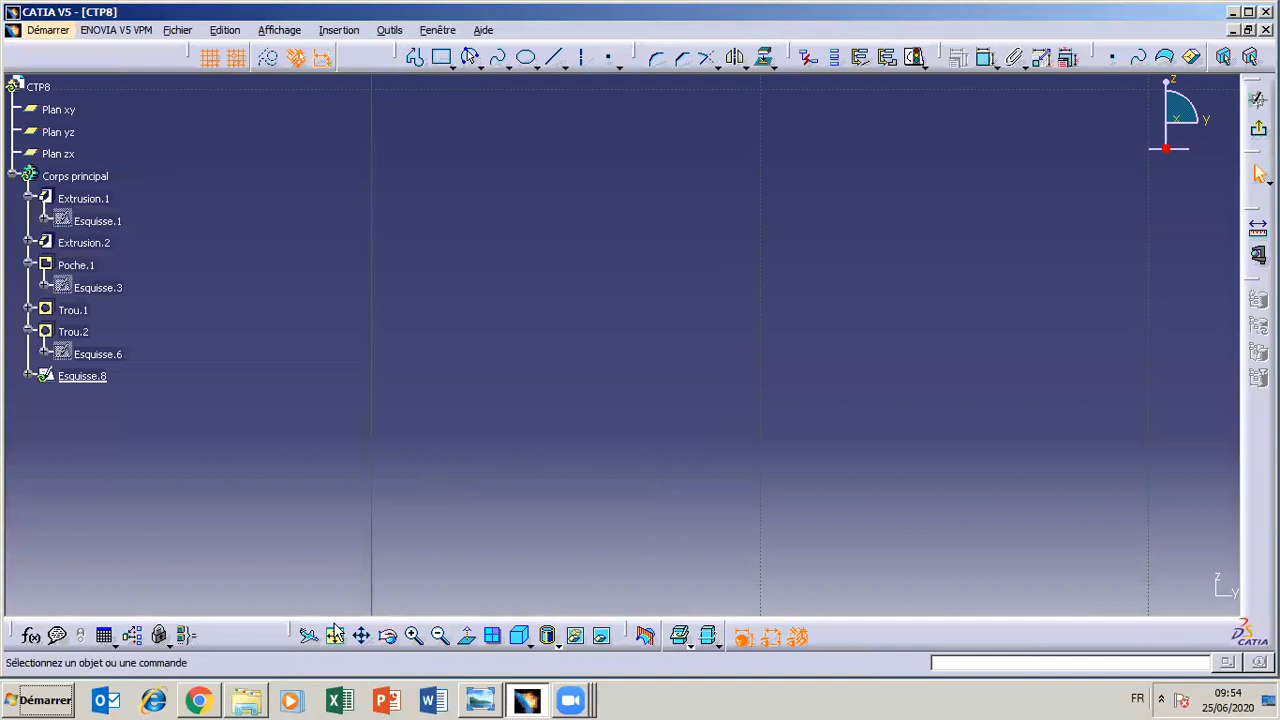 CATIA V5 - [CTP8]
Démarrer ENOVIA V5 VPM Fichier Edition Affichage Insertion Outils Fenêtre Aide
CTP8
Plan xy
Plan yz
Plan zx
Corps principal
Extrusion.1
Esquisse.1
Extrusion.2
Poche.1
Esquisse.3
Trou.1
Trou.2
Esquisse.6
Esquisse.8
z
x
y
z
y
f(x)
CATIA
Sélectionnez un objet ou une commande
Démarrer
FR
09:54
25/06/2020